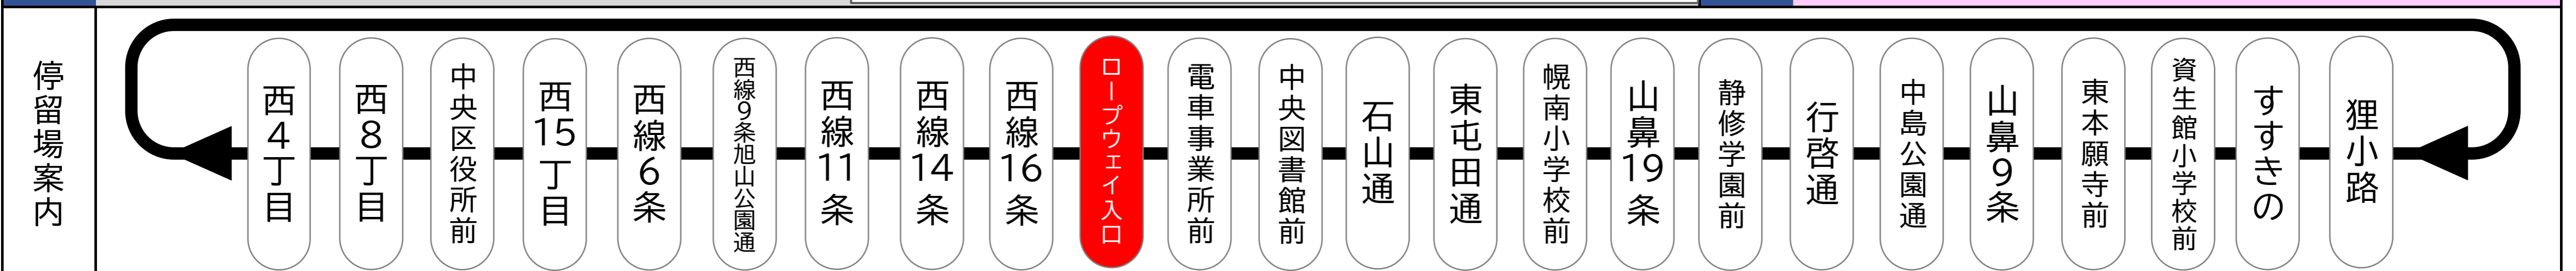 停留場案内
西4丁目
西8丁目
中央区役所前
西15丁目
西線6条
西線9条旭山公園通
西線11条
西線14条
西線16条
ロープウェイ入口
電車事業所前
中央図書館前
石山通
東屯田通
幌南小学校前
山鼻19条
静修学園前
行啓通
中島公園通
山鼻9条
東本願寺前
資生館小学校前
すすきの
狸小路